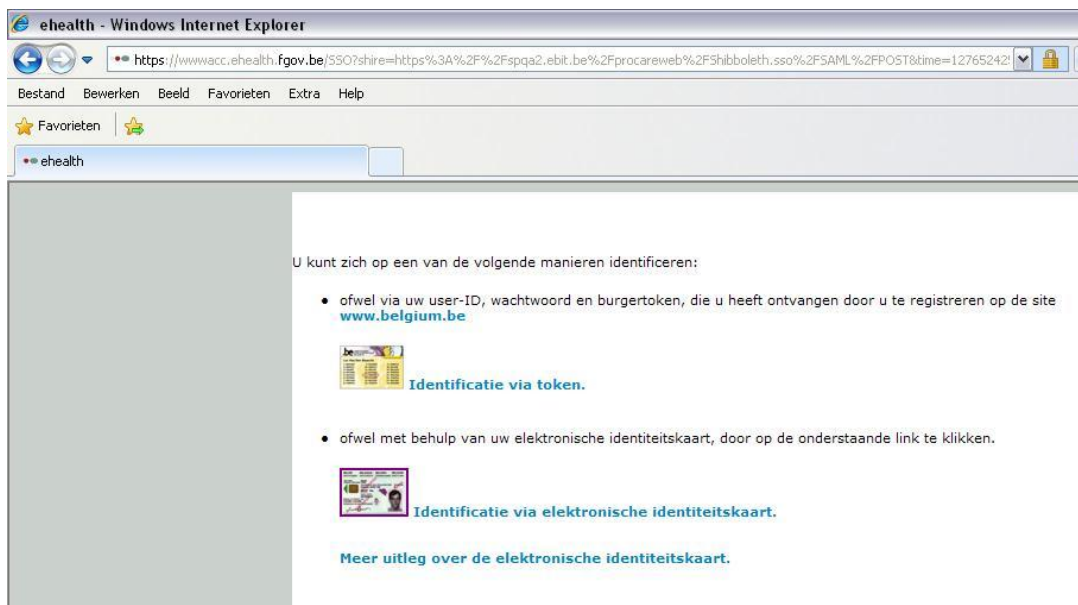 ehealth - Windows Internet Explorer
https://wwwacc.ehealth.fgov.be/SSO?shire=https%3A%2F%2Fspqa2.ebit.be%2Fprocareweb%2FShibboleth.sso%2FSAML%2FPOST&time=12765242
Bestand Bewerken Beeld Favorieten Extra Help
Favorieten
ehealth
U kunt zich op een van de volgende manieren identificeren:
• ofwel via uw user-ID, wachtwoord en burgertoken, die u heeft ontvangen door u te registreren op de site
www.belgium.be
.be
Identificatie via token.
• ofwel met behulp van uw elektronische identiteitskaart, door op de onderstaande link te klikken.
Identificatie via elektronische identiteitskaart.
Meer uitleg over de elektronische identiteitskaart.